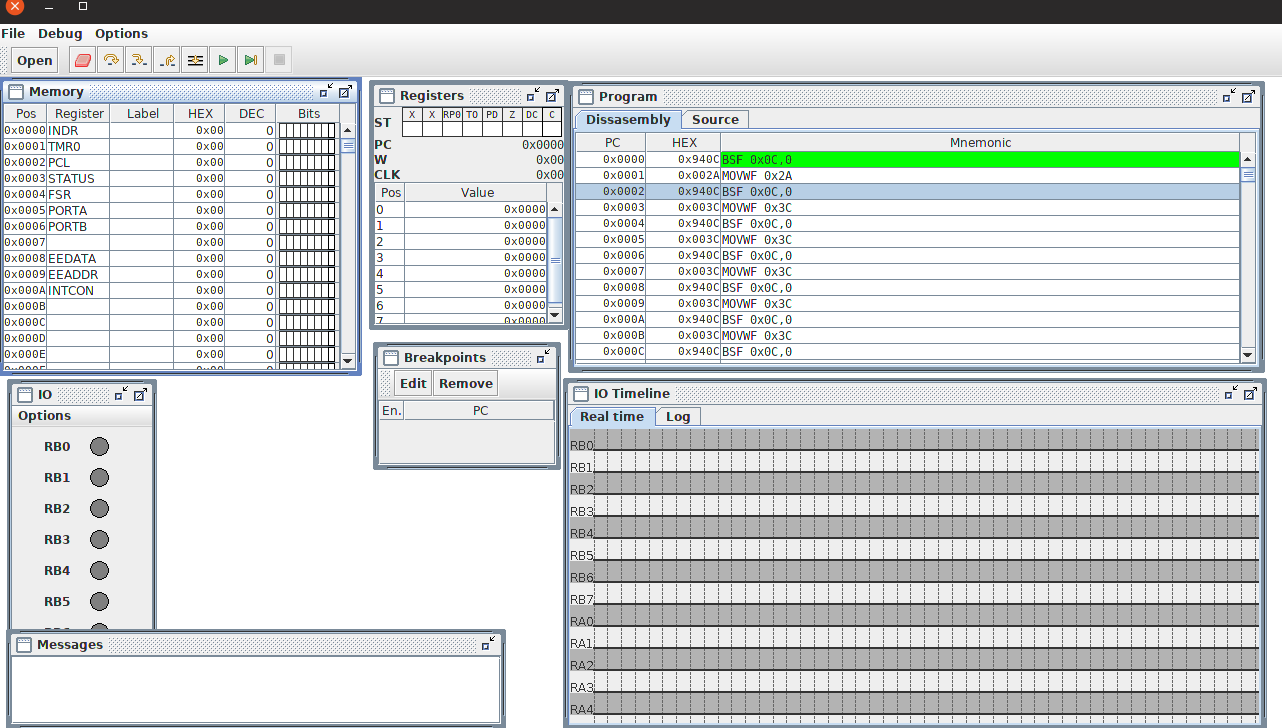 File Debug Options
Open
Memory
Pos Register Label HEX DEC Bits
0x0000 INDR 0x00 0
0x0001 TMR0 0x00 0
0x0002 PCL 0x00 0
0x0003 STATUS 0x00 0
0x0004 FSR 0x00 0
0x0005 PORTA 0x00 0
0x0006 PORTB 0x00 0
0x0007 0x00 0
0x0008 EEDATA 0x00 0
0x0009 EEADDR 0x00 0
0x000A INTCON 0x00 0
0x000B 0x00 0
0x000C 0x00 0
0x000D 0x00 0
0x000E 0x00 0
Registers
X X RP0 TO PD Z DC C
ST
PC 0x0000
W 0x00
CLK 0x00
Pos Value
0 0x0000
1 0x0000
2 0x0000
3 0x0000
4 0x0000
5 0x0000
6 0x0000
7 0x0000
Program
Dissasembly Source
PC HEX Mnemonic
0x0000 0x940C BSF 0x0C,0
0x0001 0x002A MOVWF 0x2A
0x0002 0x940C BSF 0x0C,0
0x0003 0x003C MOVWF 0x3C
0x0004 0x940C BSF 0x0C,0
0x0005 0x003C MOVWF 0x3C
0x0006 0x940C BSF 0x0C,0
0x0007 0x003C MOVWF 0x3C
0x0008 0x940C BSF 0x0C,0
0x0009 0x003C MOVWF 0x3C
0x000A 0x940C BSF 0x0C,0
0x000B 0x003C MOVWF 0x3C
0x000C 0x940C BSF 0x0C,0
Breakpoints
Edit Remove
En. PC
IO
Options
RB0
RB1
RB2
RB3
RB4
RB5
IO Timeline
Real time Log
RB0
RB1
RB2
RB3
RB4
RB5
RB6
RB7
RA0
RA1
RA2
RA3
RA4
Messages